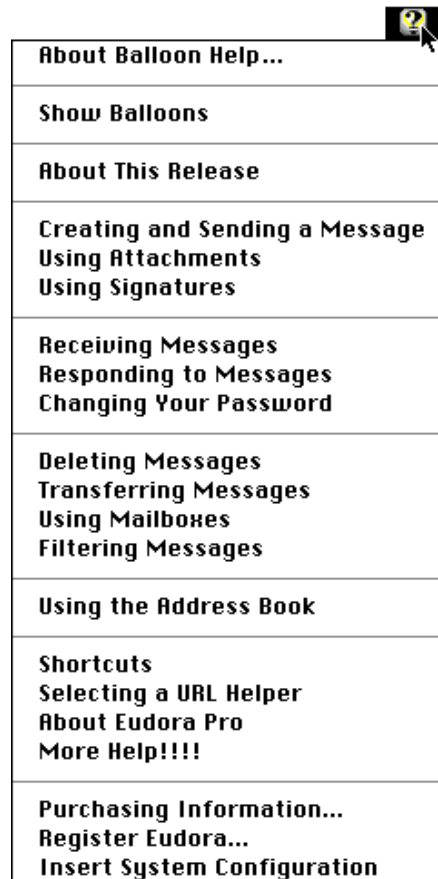 About Balloon Help...
Show Balloons
About This Release
Creating and Sending a Message
Using Attachments
Using Signatures
Receiving Messages
Responding to Messages
Changing Your Password
Deleting Messages
Transferring Messages
Using Mailboxes
Filtering Messages
Using the Address Book
Shortcuts
Selecting a URL Helper
About Eudora Pro
More Help!!!!
Purchasing Information...
Register Eudora...
Insert System Configuration